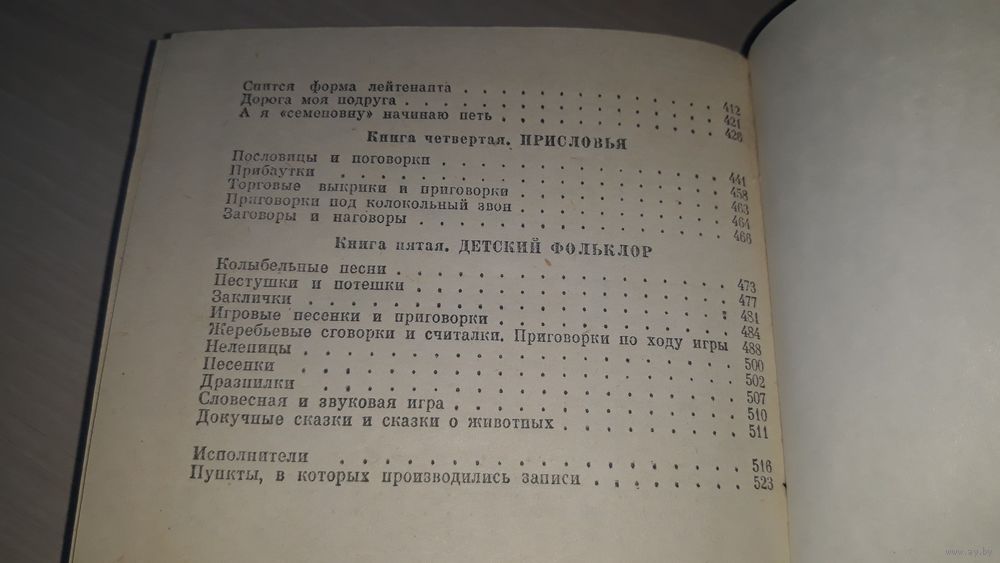 Снится форма лейтенанта . . . . . . . . . . . . . . 412
Дорога моя подруга . . . . . . . . . . . . . . . . 421
А я «семеновну» начинаю петь . . . . . . . . . . . 426
Книга четвертая. ПРИСЛОВЬЯ
Пословицы и поговорки . . . . . . . . . . . . . . . 441
Прибаутки . . . . . . . . . . . . . . . . . . . . 458
Торговые выкрики и приговорки . . . . . . . . . . . 463
Приговорки под колокольный звон . . . . . . . . . . 464
Заговоры и наговоры . . . . . . . . . . . . . . . . 466
Книга пятая. ДЕТСКИЙ ФОЛЬКЛОР
Колыбельные песни . . . . . . . . . . . . . . . . . 473
Пестушки и потешки . . . . . . . . . . . . . . . . 477
Заклички . . . . . . . . . . . . . . . . . . . . . 481
Игровые песенки и приговорки . . . . . . . . . . . 484
Жеребьевые сговорки и считалки. Приговорки по ходу игры 488
Нелепицы . . . . . . . . . . . . . . . . . . . . . 500
Песенки . . . . . . . . . . . . . . . . . . . . . 502
Дразнилки . . . . . . . . . . . . . . . . . . . . 507
Словесная и звуковая игра . . . . . . . . . . . . . 510
Докучные сказки и сказки о животных . . . . . . . . 511
Исполнители . . . . . . . . . . . . . . . . . . . 516
Пункты, в которых производились записи . . . . . . . 523
www.ay.by